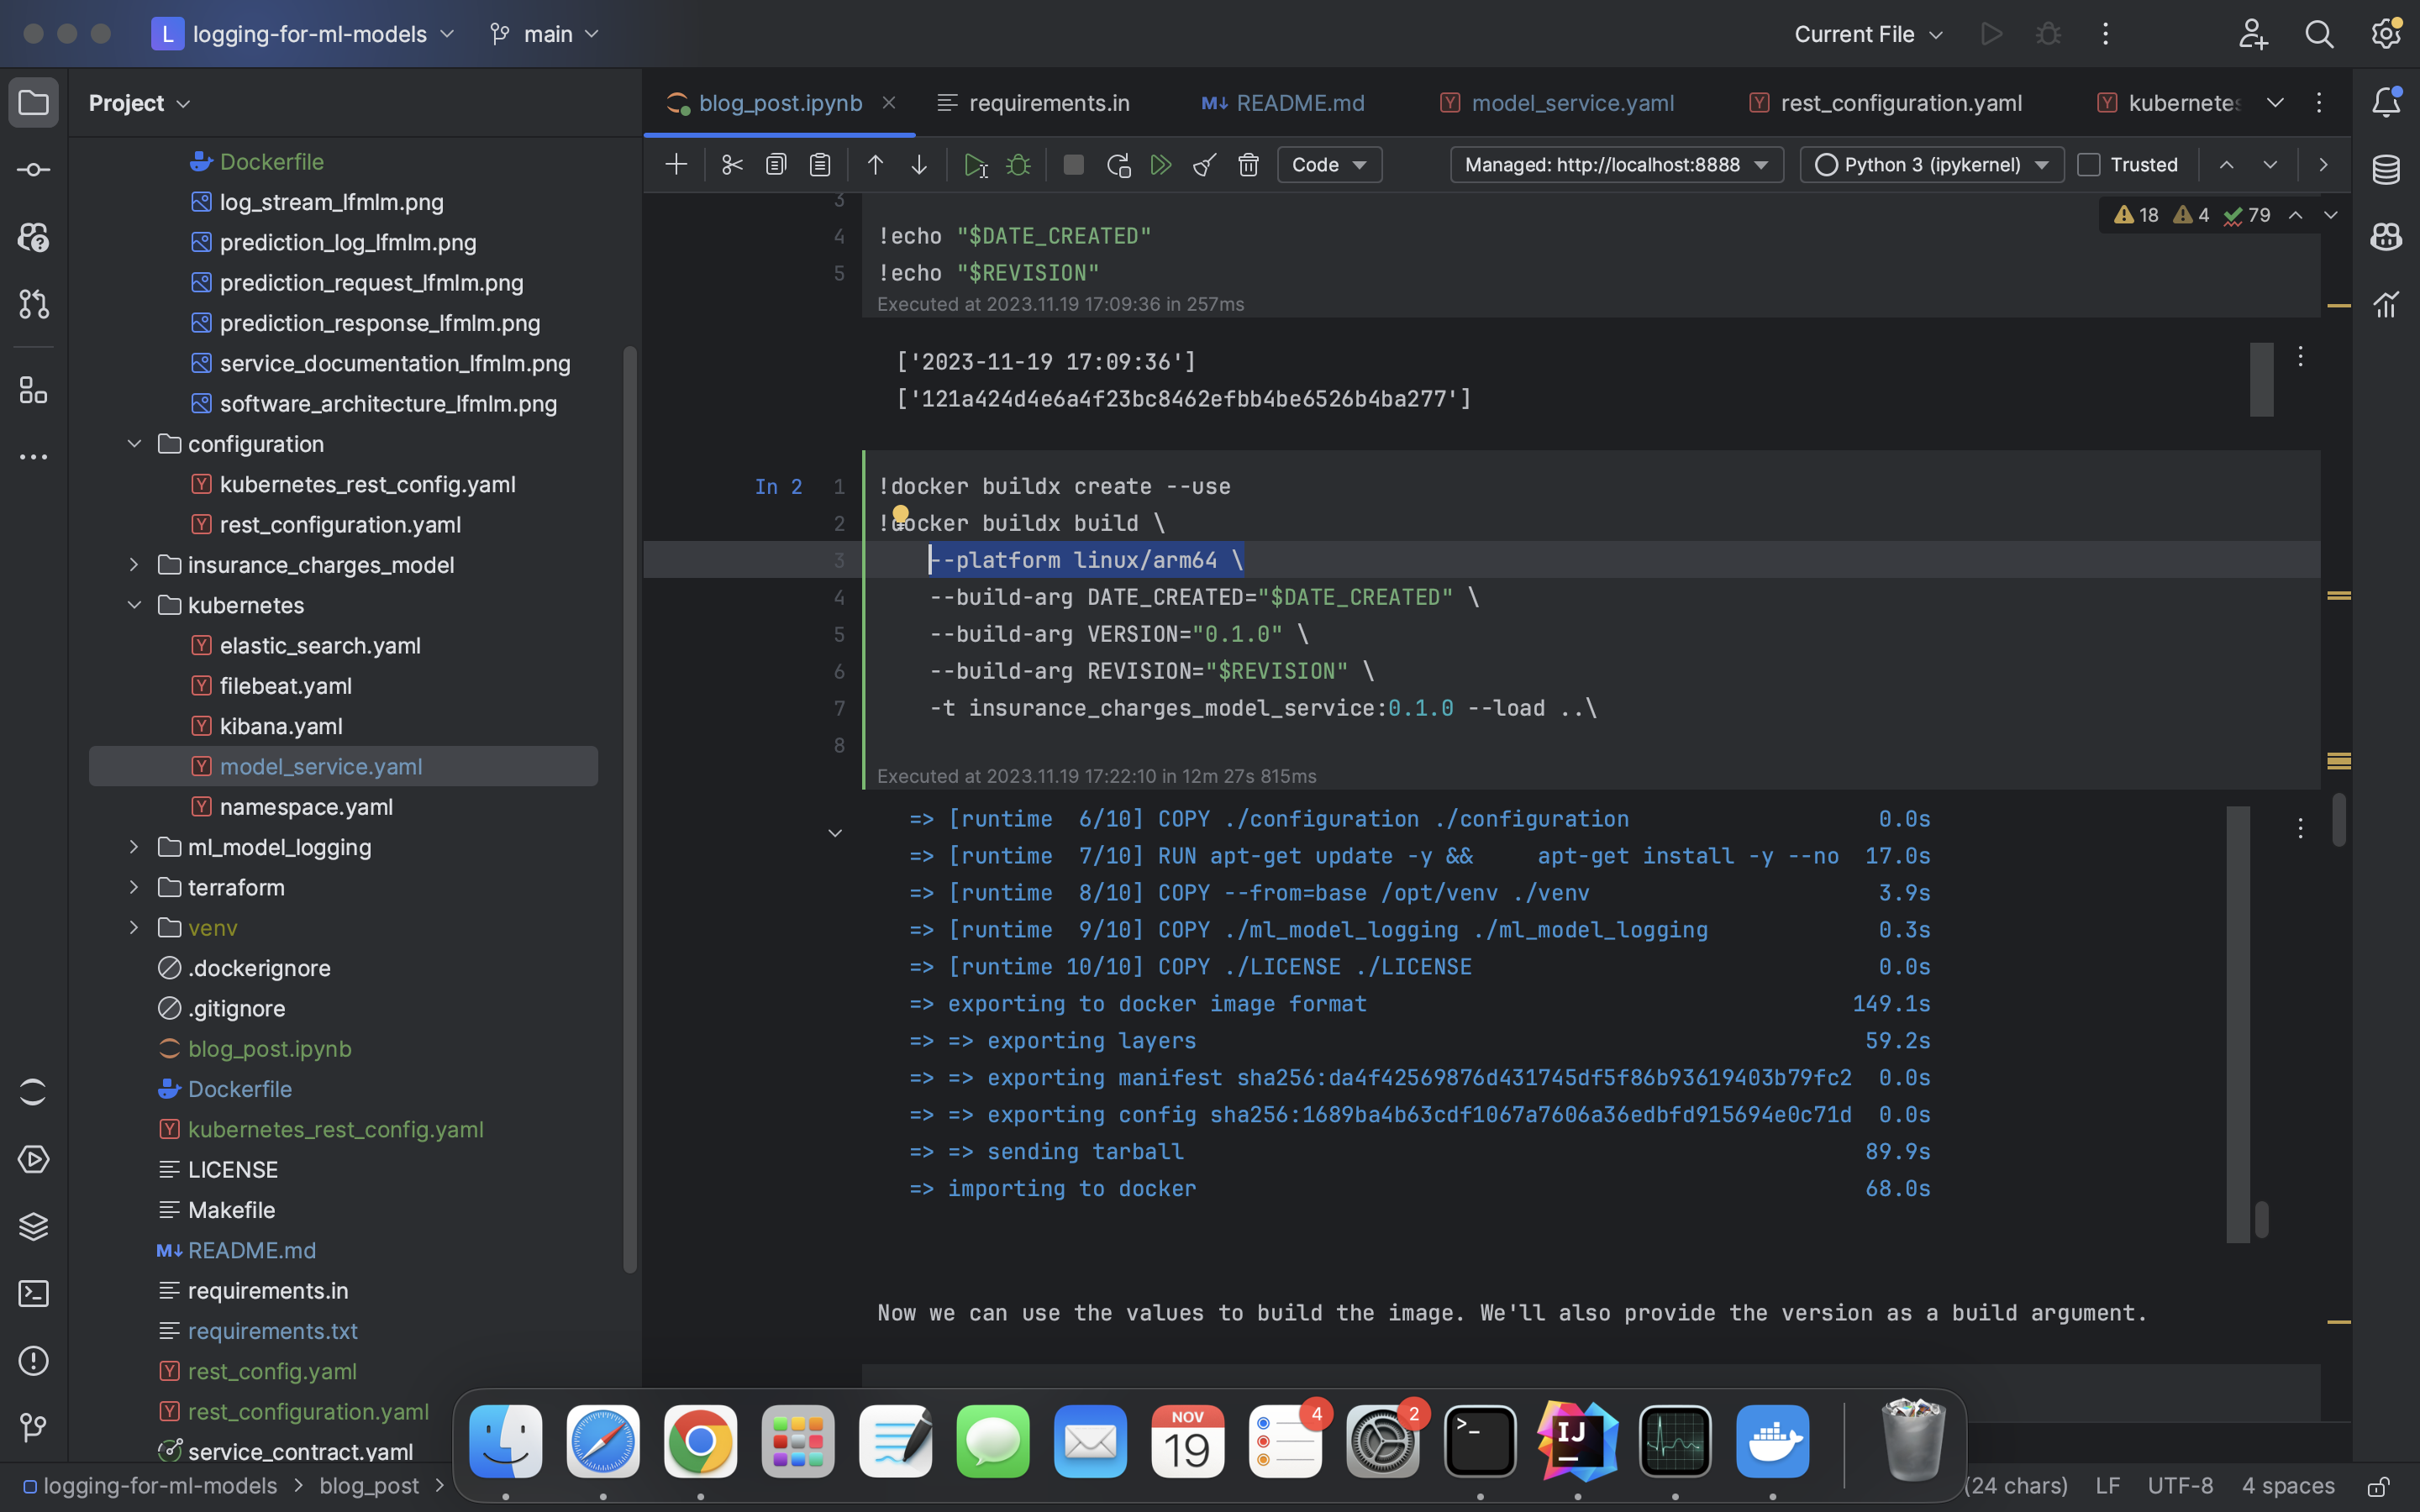 L logging-for-ml-models main Current File
Project
blog_post.ipynb requirements.in M↓ README.md Y model_service.yaml Y rest_configuration.yaml Y kubernetes
Code Managed: http://localhost:8888 Python 3 (ipykernel) Trusted
18 4 79
Dockerfile
log_stream_lfmlm.png
prediction_log_lfmlm.png
prediction_request_lfmlm.png
prediction_response_lfmlm.png
service_documentation_lfmlm.png
software_architecture_lfmlm.png
configuration
Y kubernetes_rest_config.yaml
Y rest_configuration.yaml
insurance_charges_model
kubernetes
Y elastic_search.yaml
Y filebeat.yaml
Y kibana.yaml
Y model_service.yaml
Y namespace.yaml
ml_model_logging
terraform
venv
.dockerignore
.gitignore
blog_post.ipynb
Dockerfile
Y kubernetes_rest_config.yaml
LICENSE
Makefile
M↓ README.md
requirements.in
requirements.txt
Y rest_config.yaml
Y rest_configuration.yaml
service_contract.yaml
3
4 !echo "$DATE_CREATED"
5 !echo "$REVISION"
Executed at 2023.11.19 17:09:36 in 257ms
['2023-11-19 17:09:36']
['121a424d4e6a4f23bc8462efbb4be6526b4ba277']
In 2 1 !docker buildx create --use
2 !docker buildx build \
3 --platform linux/arm64 \
4 --build-arg DATE_CREATED="$DATE_CREATED" \
5 --build-arg VERSION="0.1.0" \
6 --build-arg REVISION="$REVISION" \
7 -t insurance_charges_model_service:0.1.0 --load ..\
8
Executed at 2023.11.19 17:22:10 in 12m 27s 815ms
=> [runtime 6/10] COPY ./configuration ./configuration 0.0s
=> [runtime 7/10] RUN apt-get update -y && apt-get install -y --no 17.0s
=> [runtime 8/10] COPY --from=base /opt/venv ./venv 3.9s
=> [runtime 9/10] COPY ./ml_model_logging ./ml_model_logging 0.3s
=> [runtime 10/10] COPY ./LICENSE ./LICENSE 0.0s
=> exporting to docker image format 149.1s
=> => exporting layers 59.2s
=> => exporting manifest sha256:da4f42569876d431745df5f86b93619403b79fc2 0.0s
=> => exporting config sha256:1689ba4b63cdf1067a7606a36edbfd915694e0c71d 0.0s
=> => sending tarball 89.9s
=> importing to docker 68.0s
Now we can use the values to build the image. We'll also provide the version as a build argument.
NOV
19
4
2
>_
IJ
logging-for-ml-models > blog_post > (24 chars) LF UTF-8 4 spaces